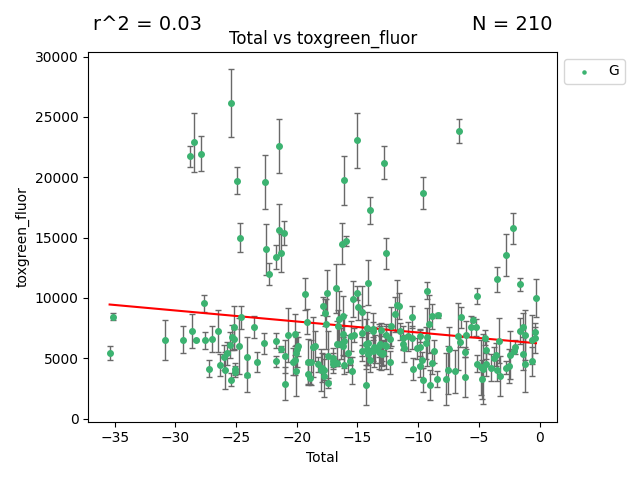 r^2 = 0.03
N = 210
Total vs toxgreen_fluor
G
toxgreen_fluor
30000
25000
20000
15000
10000
5000
0
−35
−30
−25
−20
−15
−10
−5
0
Total